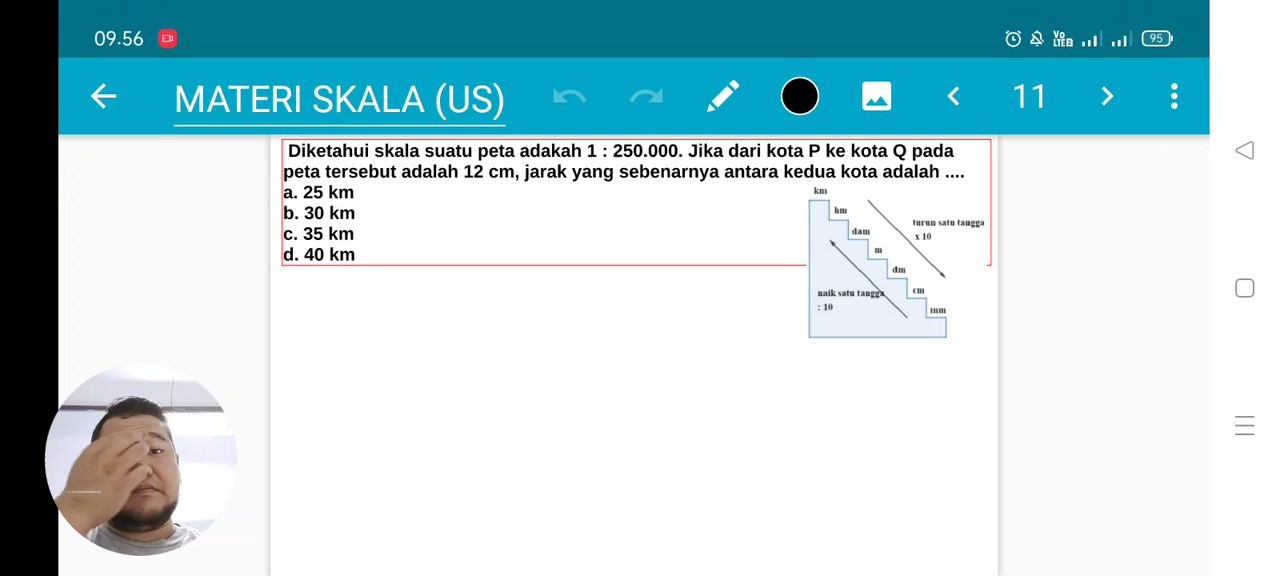 09.56
Vo
LTE2
95
MATERI SKALA (US)
11
Diketahui skala suatu peta adakah 1 : 250.000. Jika dari kota P ke kota Q pada
peta tersebut adalah 12 cm, jarak yang sebenarnya antara kedua kota adalah ....
a. 25 km
b. 30 km
c. 35 km
d. 40 km
km
hm
dam
m
dm
cm
mm
turun satu tangga
x 10
naik satu tangga
: 10